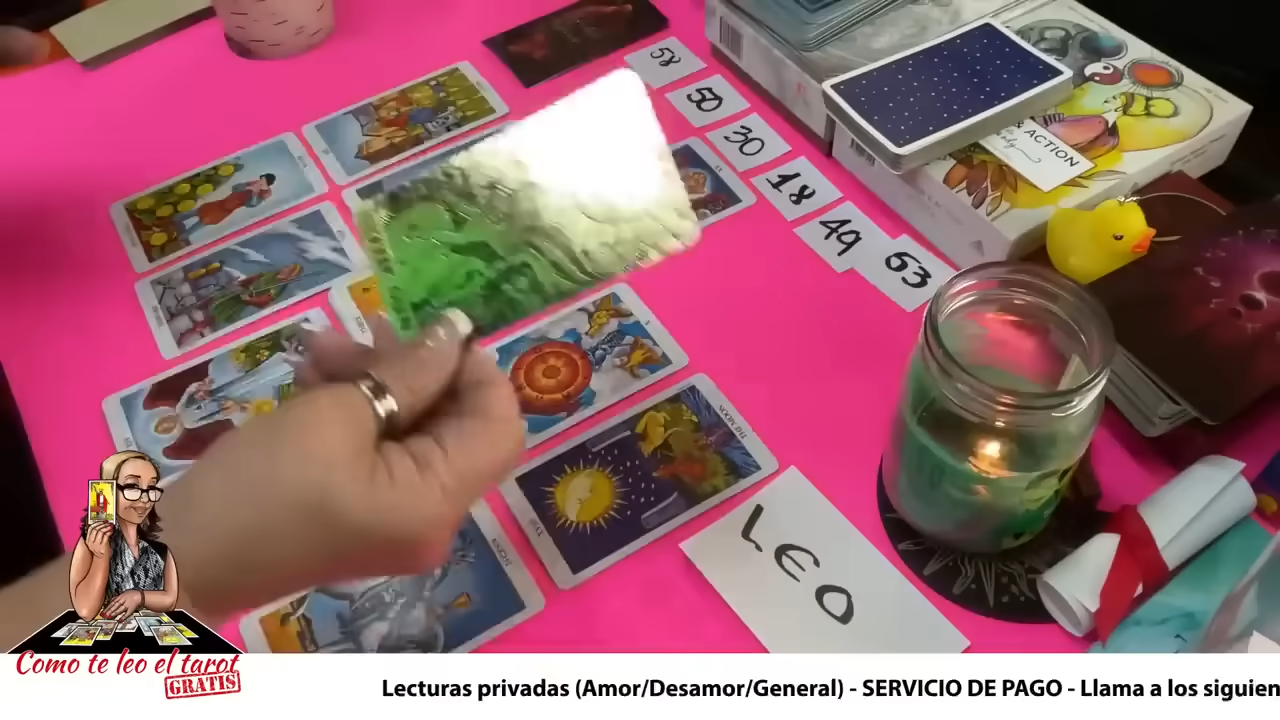 58
50
30
18
49
63
& ACTION
THE MOON
LEO
Como te leo el tarot
GRATIS
Lecturas privadas (Amor/Desamor/General) - SERVICIO DE PAGO - Llama a los siguien